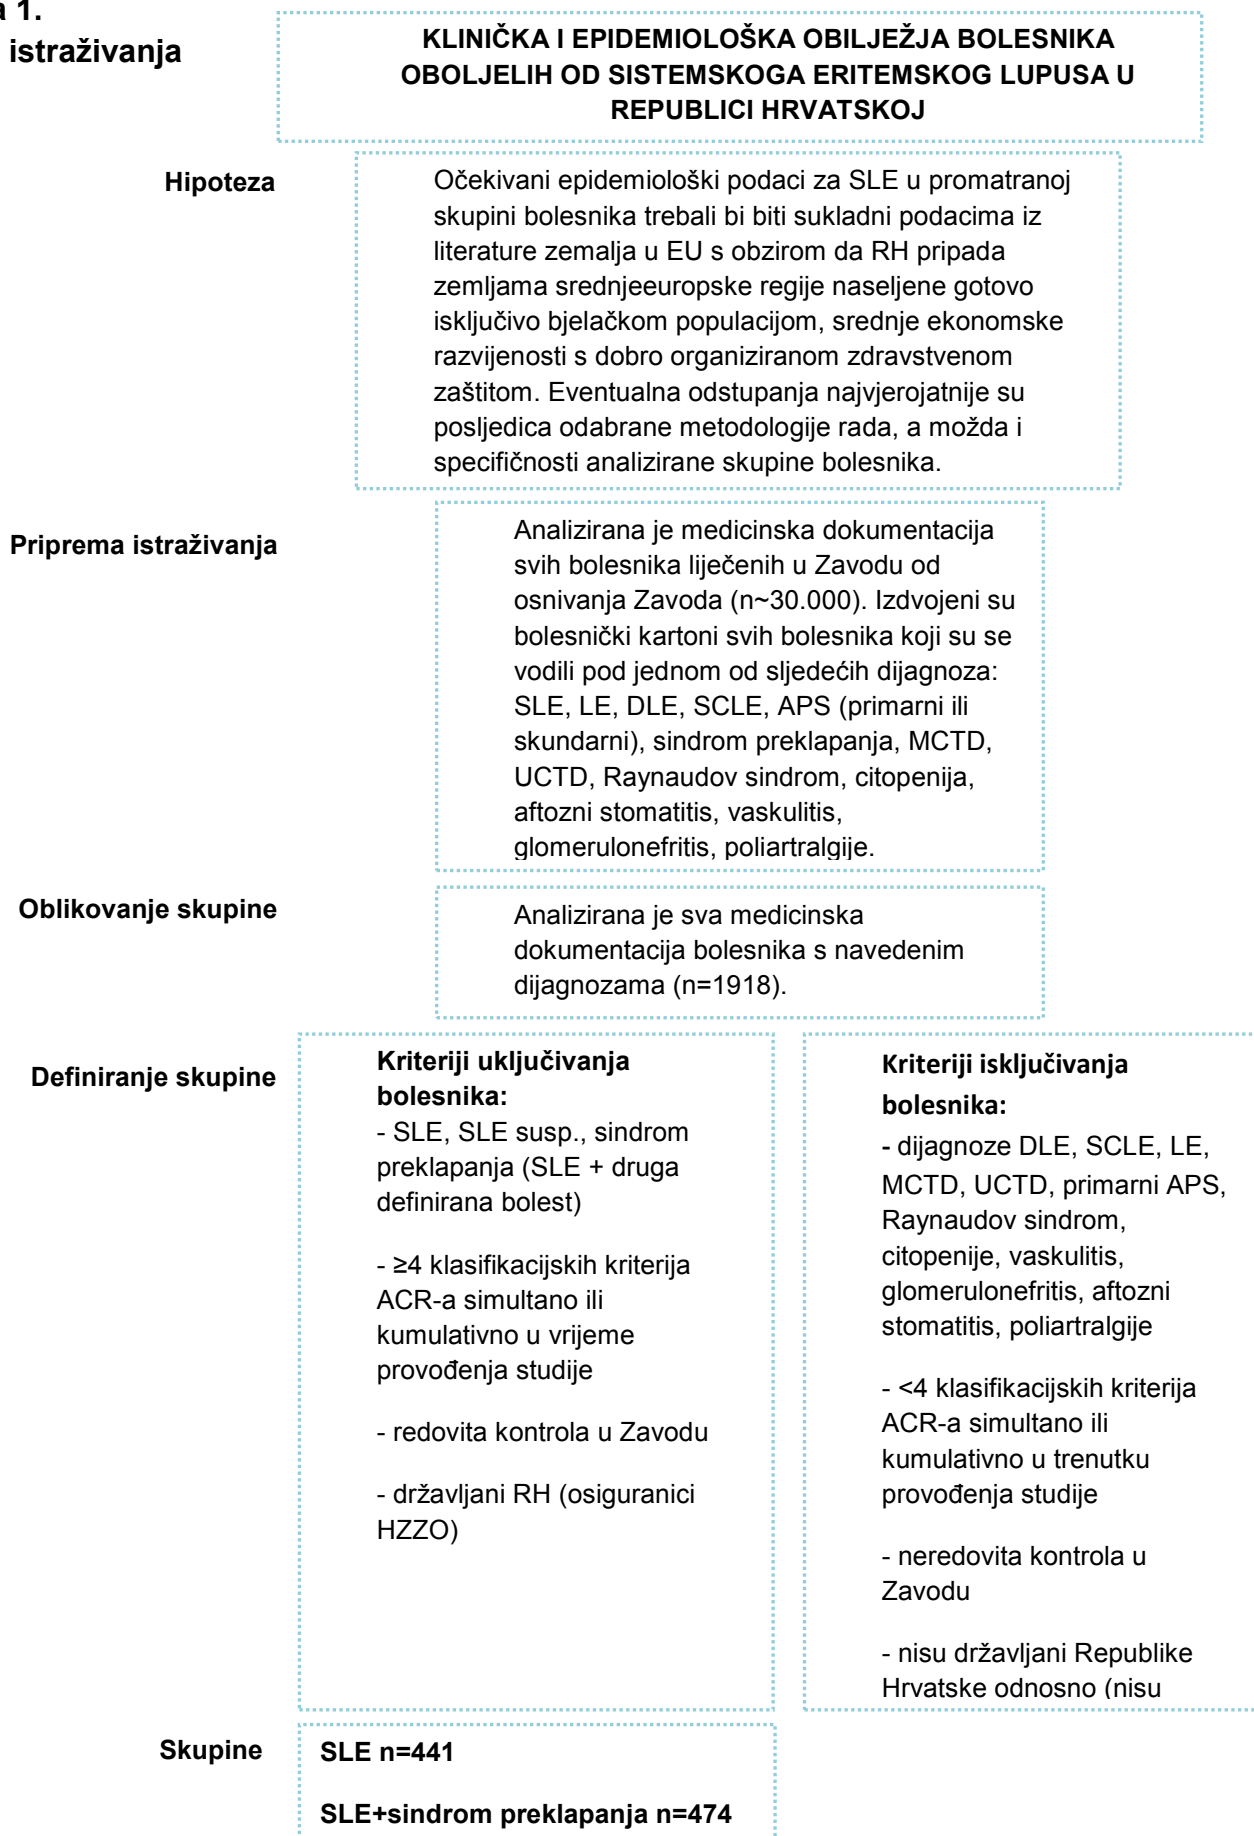 a 1.
istraživanja
KLINIČKA I EPIDEMIOLOŠKA OBILJEŽJA BOLESNIKA
OBOLJELIH OD SISTEMSKOGA ERITEMSKOG LUPUSA U
REPUBLICI HRVATSKOJ
Hipoteza
Očekivani epidemiološki podaci za SLE u promatranoj
skupini bolesnika trebali bi biti sukladni podacima iz
literature zemalja u EU s obzirom da RH pripada
zemljama srednjeeuropske regije naseljene gotovo
isključivo bjelačkom populacijom, srednje ekonomske
razvijenosti s dobro organiziranom zdravstvenom
zaštitom. Eventualna odstupanja najvjerojatnije su
posljedica odabrane metodologije rada, a možda i
specifičnosti analizirane skupine bolesnika.
Priprema istraživanja
Analizirana je medicinska dokumentacija
svih bolesnika liječenih u Zavodu od
osnivanja Zavoda (n~30.000). Izdvojeni su
bolesnički kartoni svih bolesnika koji su se
vodili pod jednom od sljedećih dijagnoza:
SLE, LE, DLE, SCLE, APS (primarni ili
skundarni), sindrom preklapanja, MCTD,
UCTD, Raynaudov sindrom, citopenija,
aftozni stomatitis, vaskulitis,
glomerulonefritis, poliartralgije.
Oblikovanje skupine
Analizirana je sva medicinska
dokumentacija bolesnika s navedenim
dijagnozama (n=1918).
Definiranje skupine
Kriteriji uključivanja
bolesnika:
- SLE, SLE susp., sindrom
preklapanja (SLE + druga
definirana bolest)
- ≥4 klasifikacijskih kriterija
ACR-a simultano ili
kumulativno u vrijeme
provođenja studije
- redovita kontrola u Zavodu
- državljani RH (osiguranici
HZZO)
Kriteriji isključivanja
bolesnika:
- dijagnoze DLE, SCLE, LE,
MCTD, UCTD, primarni APS,
Raynaudov sindrom,
citopenije, vaskulitis,
glomerulonefritis, aftozni
stomatitis, poliartralgije
- <4 klasifikacijskih kriterija
ACR-a simultano ili
kumulativno u trenutku
provođenja studije
- neredovita kontrola u
Zavodu
- nisu državljani Republike
Hrvatske odnosno (nisu
Skupine
SLE n=441
SLE+sindrom preklapanja n=474